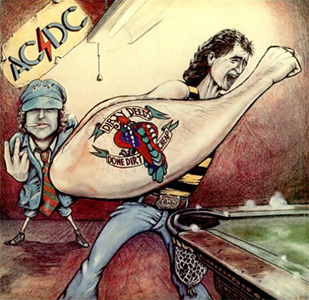 AC/DC
DIRTY DEEDS
DONE DIRT
CHEAP